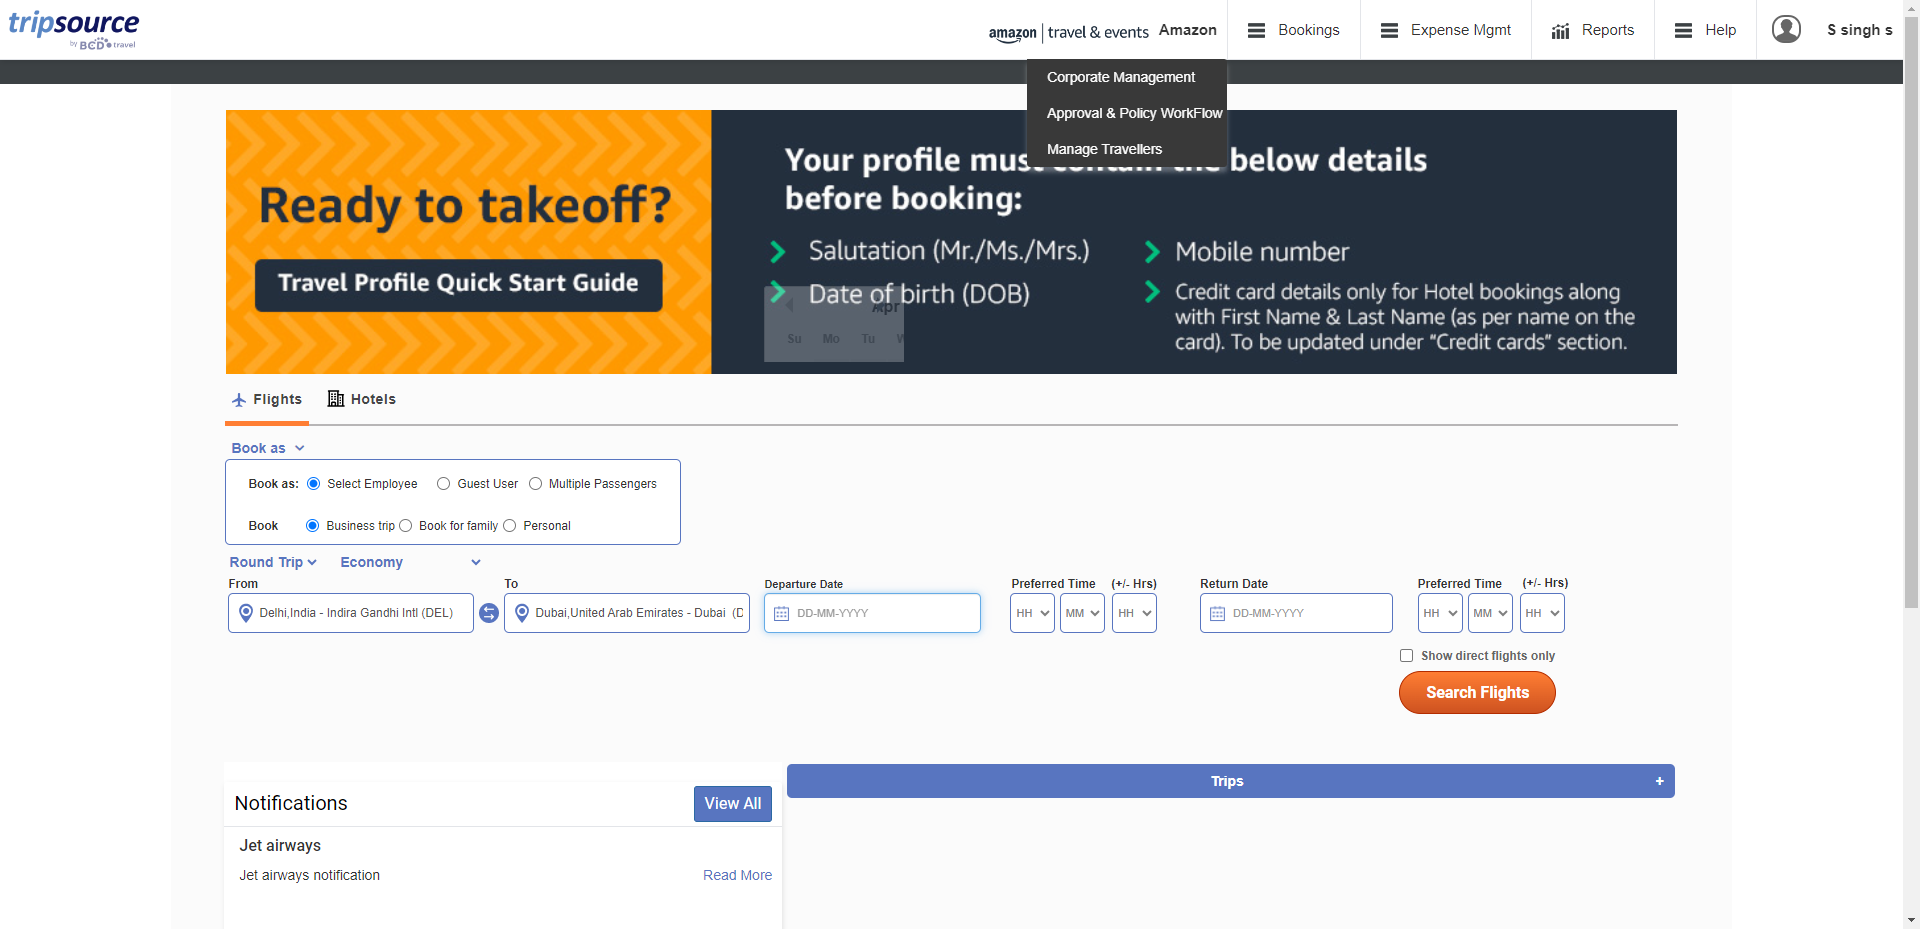 tripsource
by BCD travel
amazon | travel & events Amazon
Bookings
Expense Mgmt
Reports
Help
S singh s
Corporate Management
Approval & Policy WorkFlow
Manage Travellers
Ready to takeoff?
Travel Profile Quick Start Guide
Your profile must contain the below details
before booking:
Salutation (Mr./Ms./Mrs.)
Date of birth (DOB)
Mobile number
Credit card details only for Hotel bookings along
with First Name & Last Name (as per name on the
card). To be updated under “Credit cards” section.
Apr
Su Mo Tu
Flights
Hotels
Book as
Book as: Select Employee Guest User Multiple Passengers
Book Business trip Book for family Personal
Round Trip Economy
From To Departure Date Preferred Time (+/- Hrs) Return Date Preferred Time (+/- Hrs)
Delhi,India - Indira Gandhi Intl (DEL) Dubai,United Arab Emirates - Dubai (D DD-MM-YYYY HH MM HH DD-MM-YYYY HH MM HH
Show direct flights only
Search Flights
Trips +
Notifications View All
Jet airways
Jet airways notification Read More